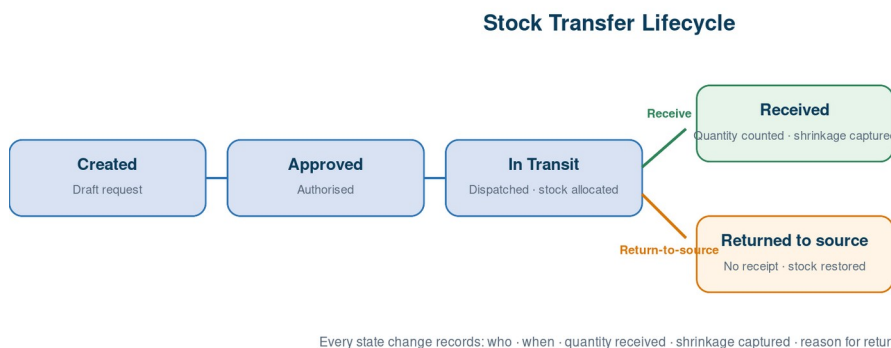 Stock Transfer Lifecycle
Created
Draft request
Approved
Authorised
In Transit
Dispatched · stock allocated
Receive
Received
Quantity counted · shrinkage capture
Return-to-source
Returned to source
No receipt · stock restored
Every state change records: who · when · quantity received · shrinkage captured · reason for retur